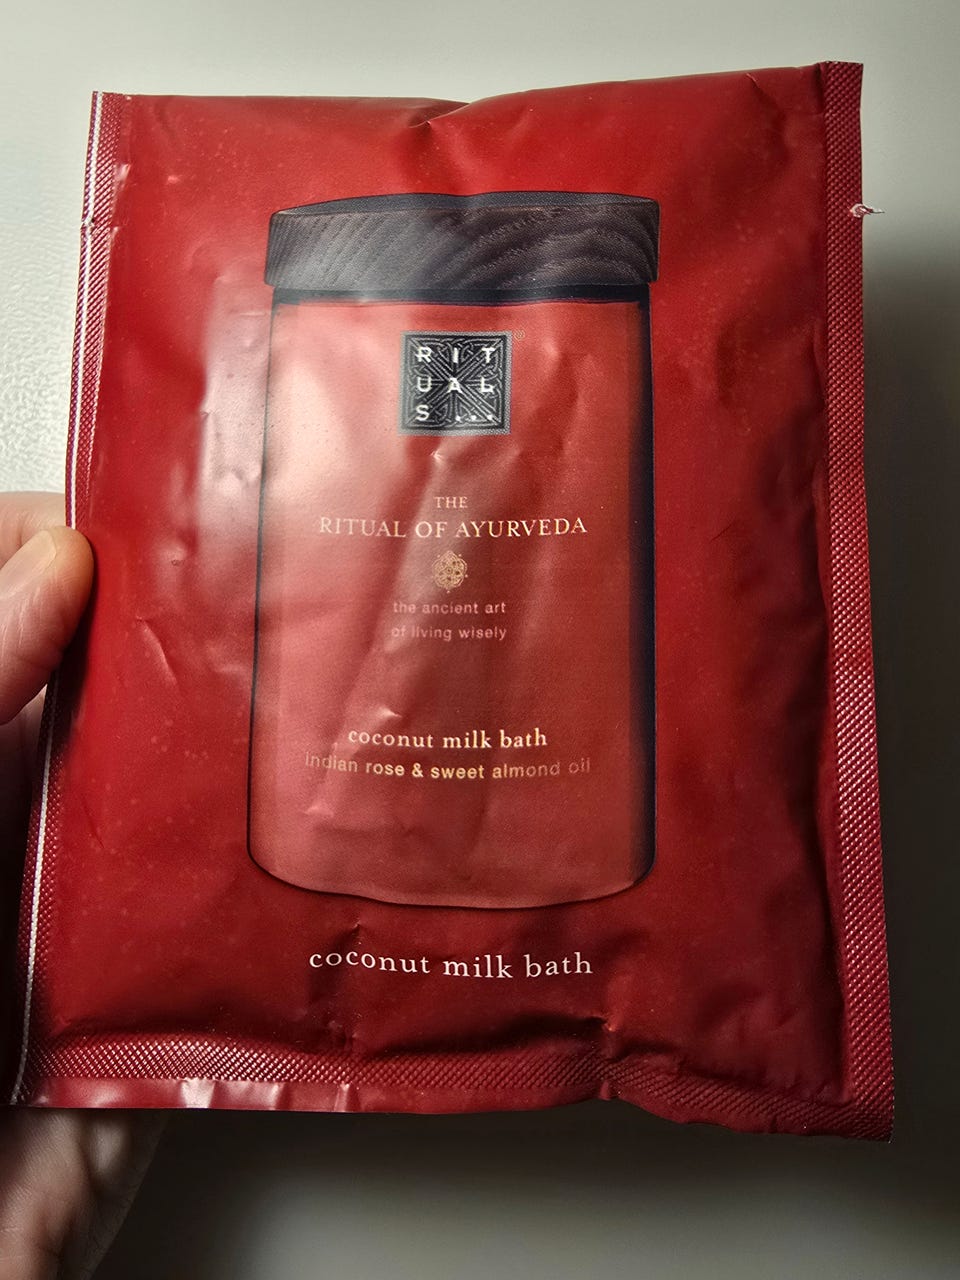 RIT
UAL
S...
®
THE
RITUAL OF AYURVEDA
the ancient art
of living wisely
coconut milk bath
indian rose & sweet almond oil
coconut milk bath